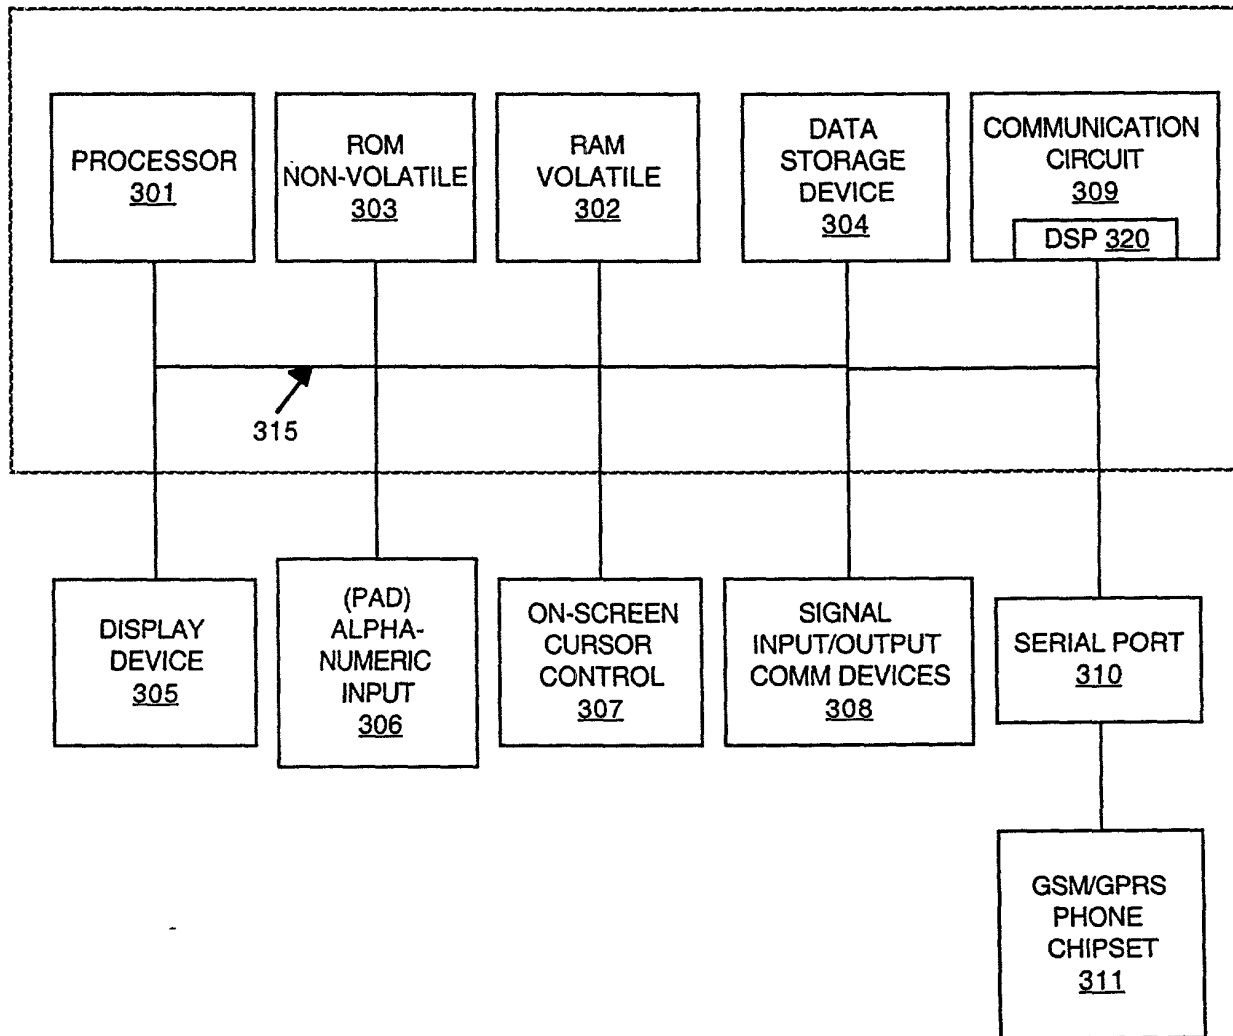 PROCESSOR
301
ROM
NON-VOLATILE
303
RAM
VOLATILE
302
DATA
STORAGE
DEVICE
304
COMMUNICATION
CIRCUIT
309
DSP 320
315
DISPLAY
DEVICE
305
(PAD)
ALPHA-
NUMERIC
INPUT
306
ON-SCREEN
CURSOR
CONTROL
307
SIGNAL
INPUT/OUTPUT
COMM DEVICES
308
SERIAL PORT
310
GSM/GPRS
PHONE
CHIPSET
311